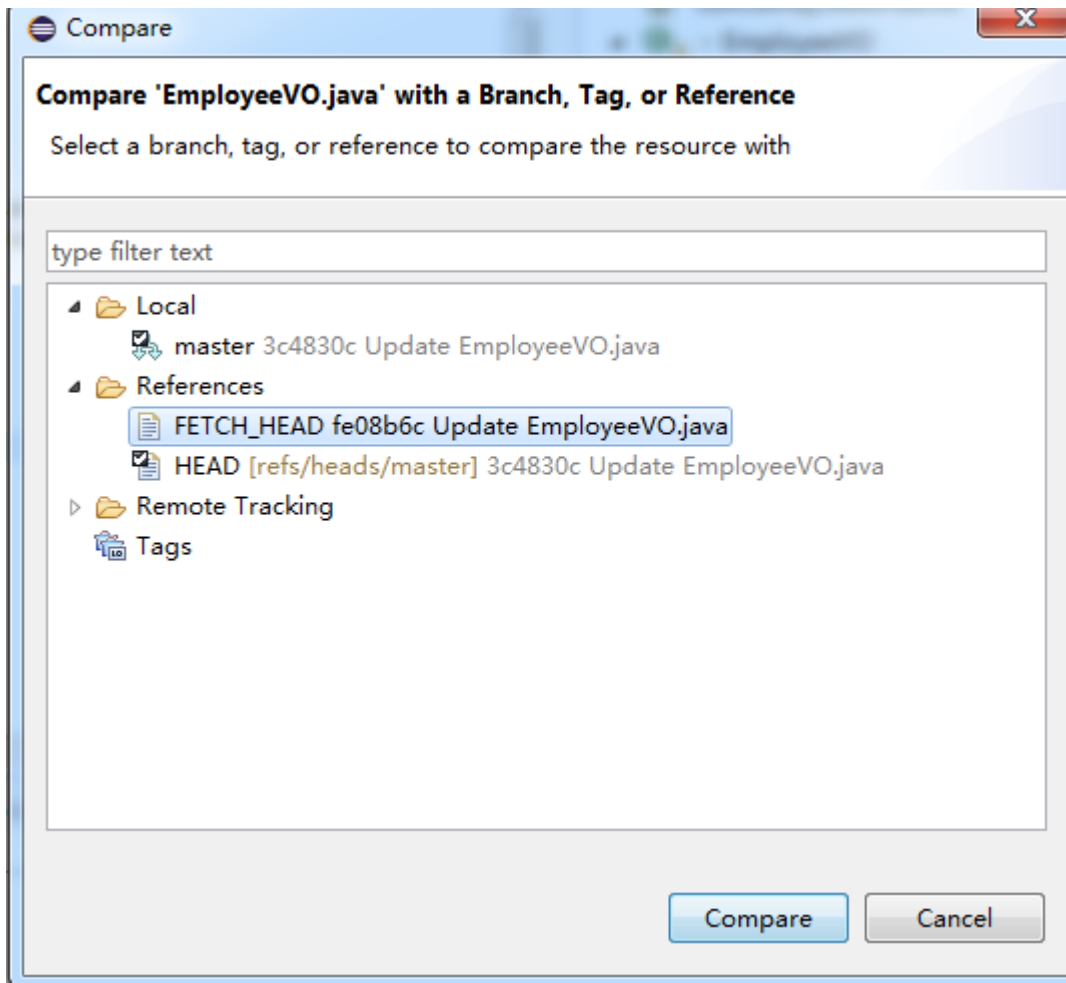 Compare
Compare 'EmployeeVO.java' with a Branch, Tag, or Reference
Select a branch, tag, or reference to compare the resource with
type filter text
Local
master 3c4830c Update EmployeeVO.java
References
FETCH_HEAD fe08b6c Update EmployeeVO.java
HEAD [refs/heads/master] 3c4830c Update EmployeeVO.java
Remote Tracking
Tags
Compare Cancel